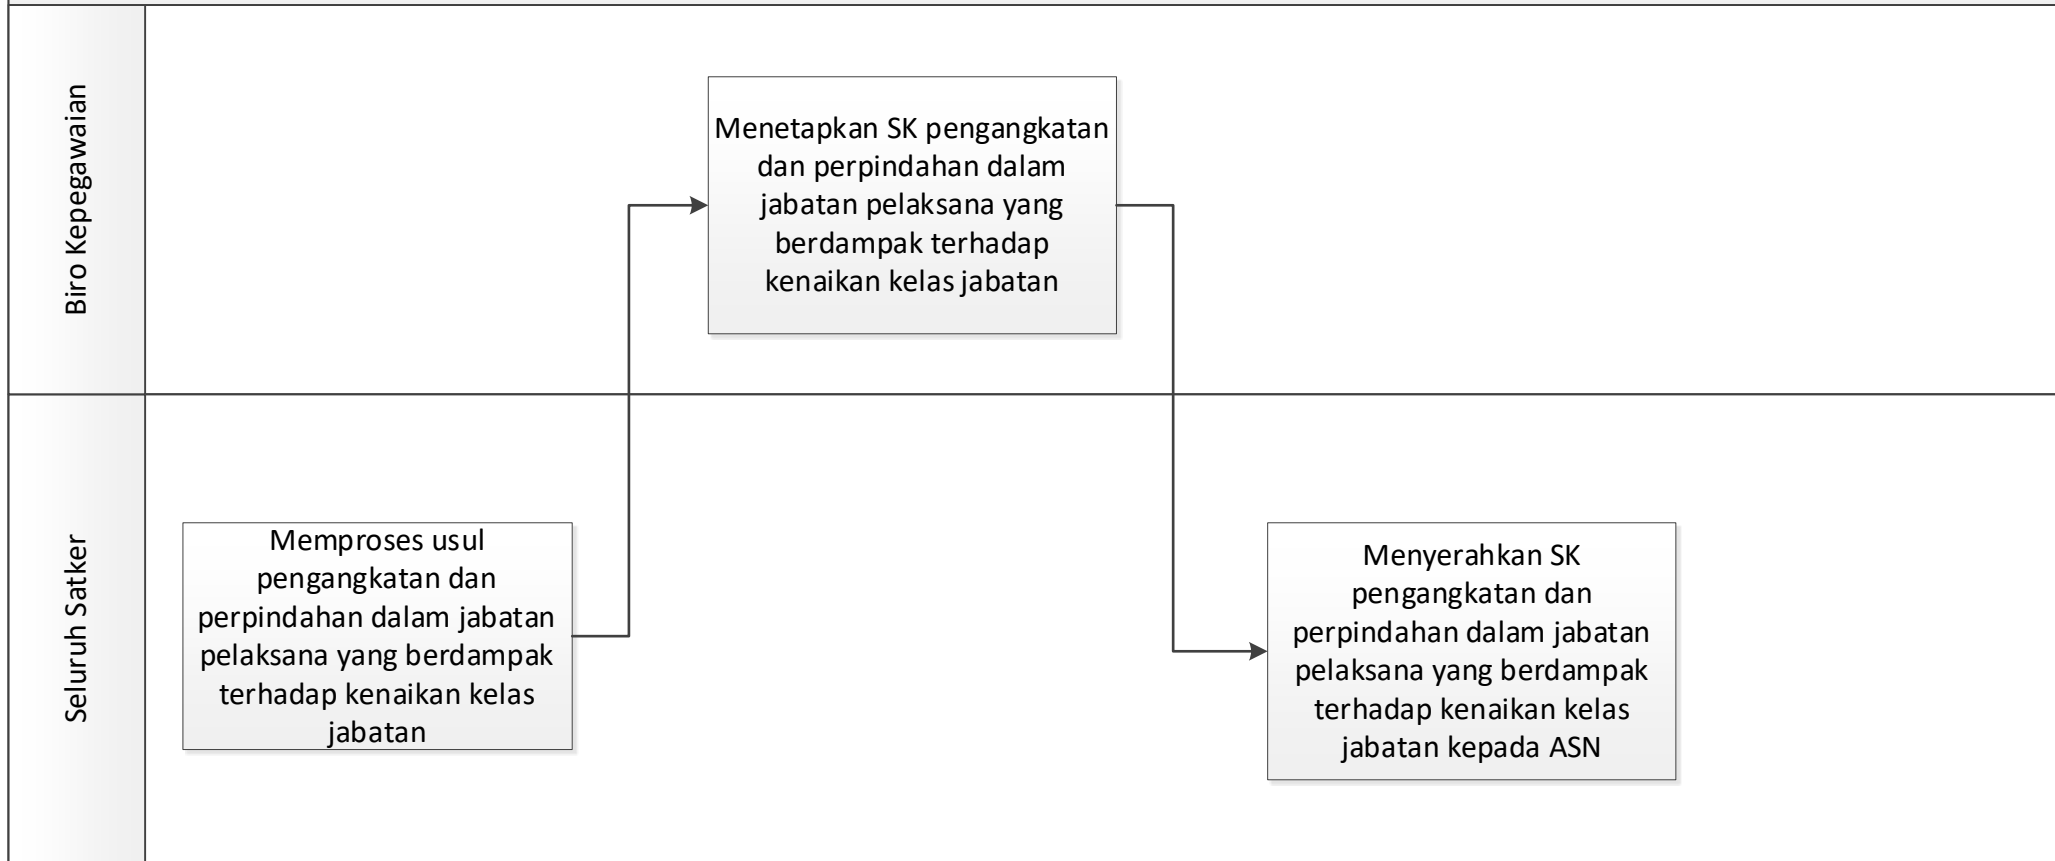 Biro Kepegawaian
Menetapkan SK pengangkatan
dan perpindahan dalam
jabatan pelaksana yang
berdampak terhadap
kenaikan kelas jabatan
Seluruh Satker
Memproses usul
pengangkatan dan
perpindahan dalam jabatan
pelaksana yang berdampak
terhadap kenaikan kelas
jabatan
Menyerahkan SK
pengangkatan dan
perpindahan dalam jabatan
pelaksana yang berdampak
terhadap kenaikan kelas
jabatan kepada ASN